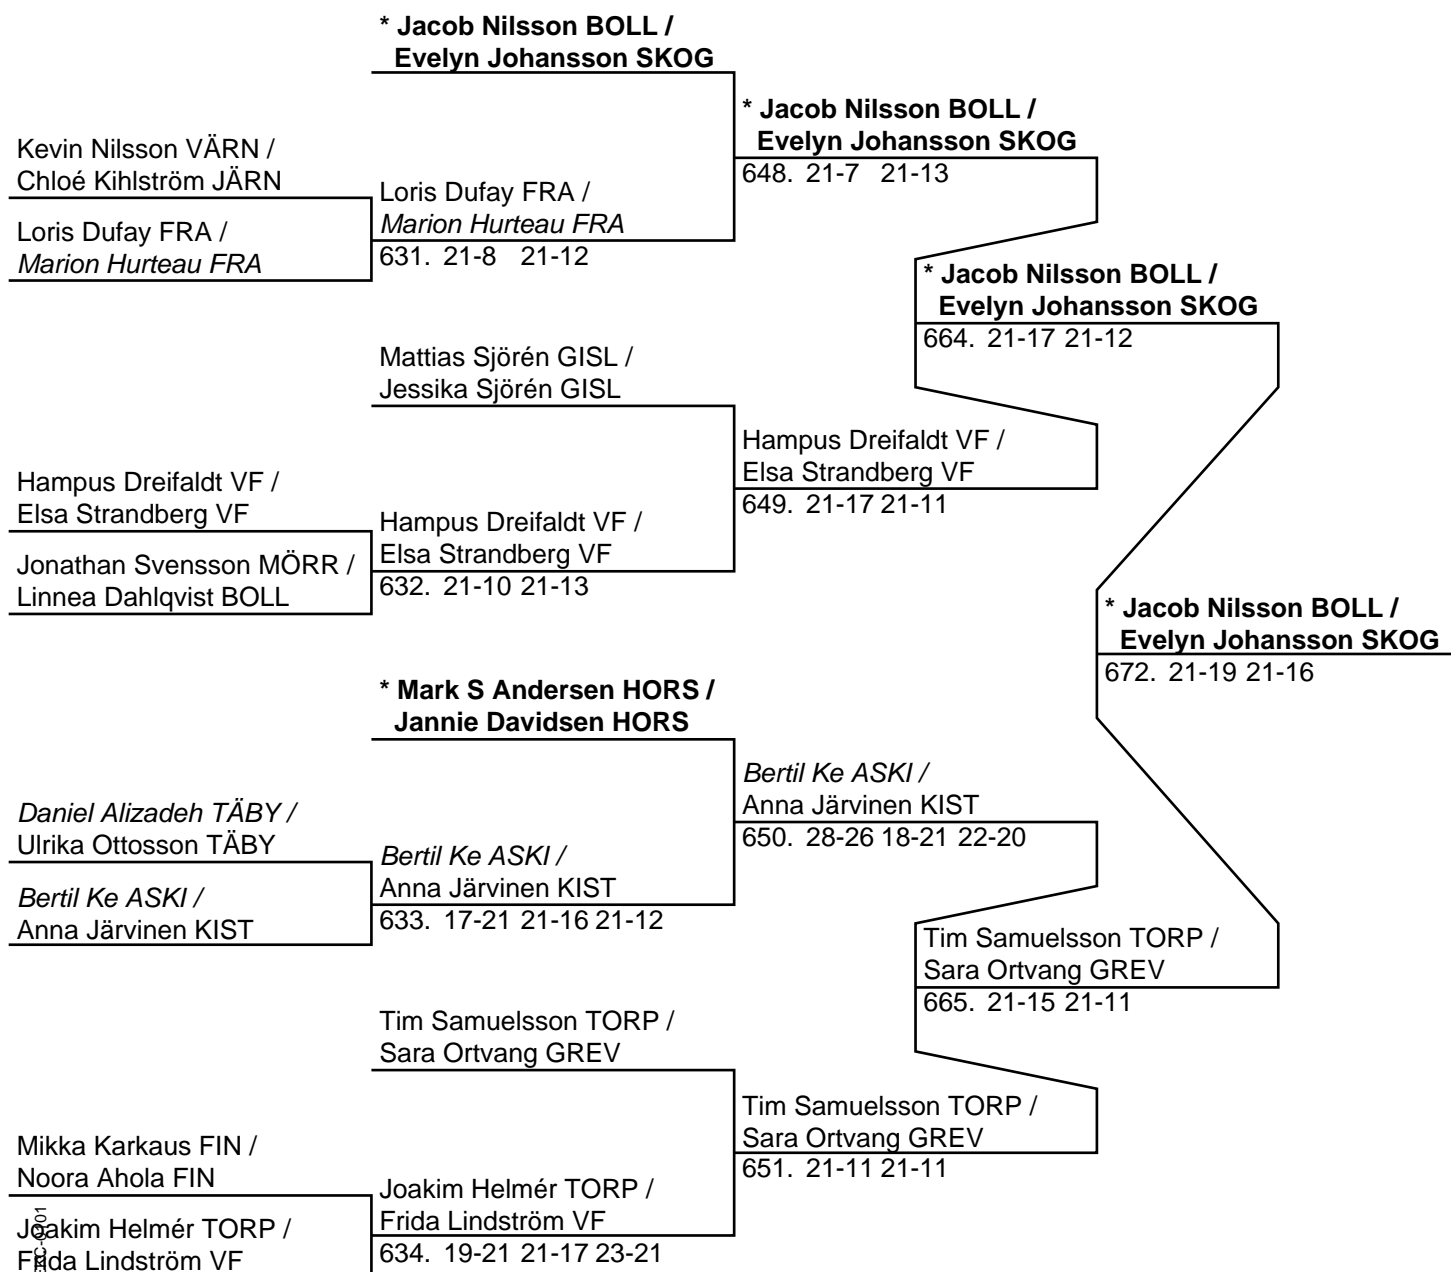 * Jacob Nilsson BOLL /
Evelyn Johansson SKOG
* Jacob Nilsson BOLL /
Evelyn Johansson SKOG
648. 21-7 21-13
Kevin Nilsson VÄRN /
Chloé Kihlström JÄRN
Loris Dufay FRA /
Marion Hurteau FRA
631. 21-8 21-12
Loris Dufay FRA /
Marion Hurteau FRA
* Jacob Nilsson BOLL /
Evelyn Johansson SKOG
664. 21-17 21-12
Mattias Sjörén GISL /
Jessika Sjörén GISL
Hampus Dreifaldt VF /
Elsa Strandberg VF
649. 21-17 21-11
Hampus Dreifaldt VF /
Elsa Strandberg VF
Hampus Dreifaldt VF /
Elsa Strandberg VF
632. 21-10 21-13
Jonathan Svensson MÖRR /
Linnea Dahlqvist BOLL
* Jacob Nilsson BOLL /
Evelyn Johansson SKOG
672. 21-19 21-16
* Mark S Andersen HORS /
Jannie Davidsen HORS
Bertil Ke ASKI /
Anna Järvinen KIST
650. 28-26 18-21 22-20
Daniel Alizadeh TÄBY /
Ulrika Ottosson TÄBY
Bertil Ke ASKI /
Anna Järvinen KIST
633. 17-21 21-16 21-12
Bertil Ke ASKI /
Anna Järvinen KIST
Tim Samuelsson TORP /
Sara Ortvang GREV
665. 21-15 21-11
Tim Samuelsson TORP /
Sara Ortvang GREV
Tim Samuelsson TORP /
Sara Ortvang GREV
651. 21-11 21-11
Mikka Karkaus FIN /
Noora Ahola FIN
Joakim Helmér TORP /
Frida Lindström VF
634. 19-21 21-17 23-21
Joakim Helmér TORP /
Frida Lindström VF